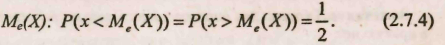 Mₑ(X): P(x < Mₑ(X)) = P(x > Mₑ(X)) = 1/2. (2.7.4)